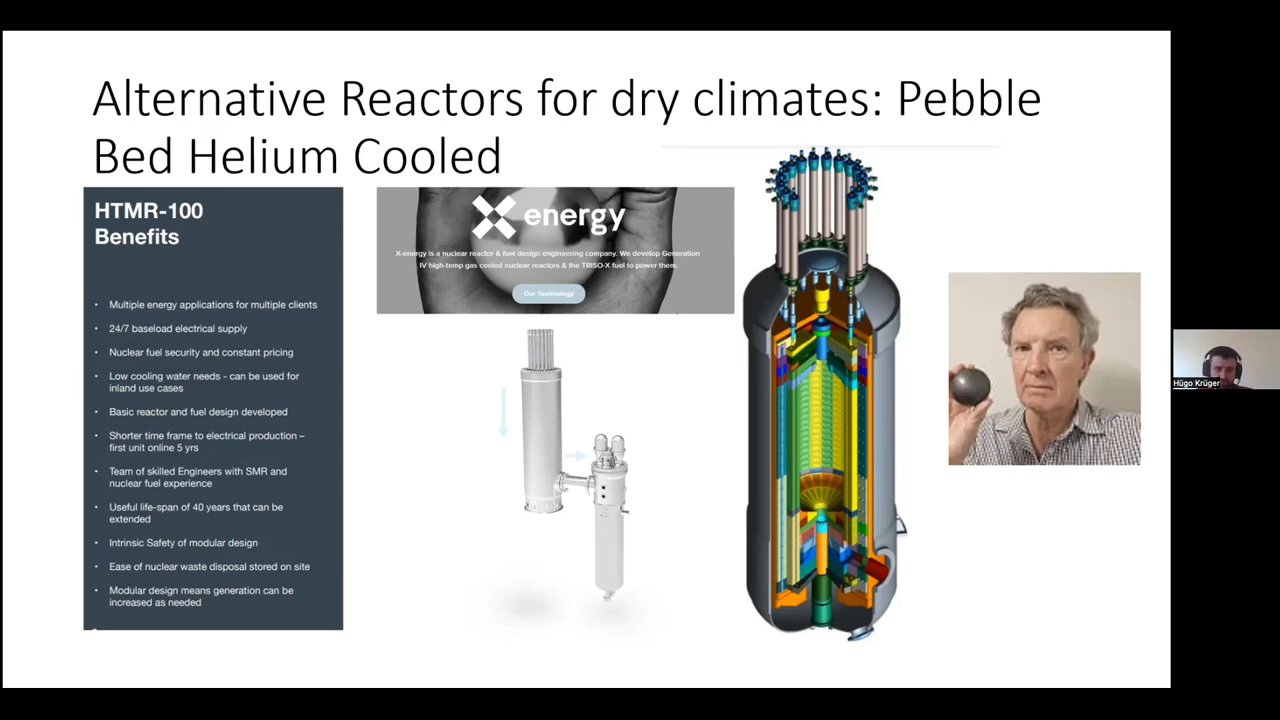 Alternative Reactors for dry climates: Pebble
Bed Helium Cooled
HTMR-100
Benefits
• Multiple energy applications for multiple clients
• 24/7 baseload electrical supply
• Nuclear fuel security and constant pricing
• Low cooling water needs - can be used for
inland use cases
• Basic reactor and fuel design developed
• Shorter time frame to electrical production –
first unit online 5 yrs
• Team of skilled Engineers with SMR and
nuclear fuel experience
• Useful life-span of 40 years that can be
extended
• Intrinsic Safety of modular design
• Ease of nuclear waste disposal stored on site
• Modular design means generation can be
increased as needed
X energy
X-energy is a nuclear reactor & fuel design engineering company. We develop Generation
IV high-temp gas cooled nuclear reactors & the TRISO-X fuel to power them.
Our Technology
Hügo Krüger